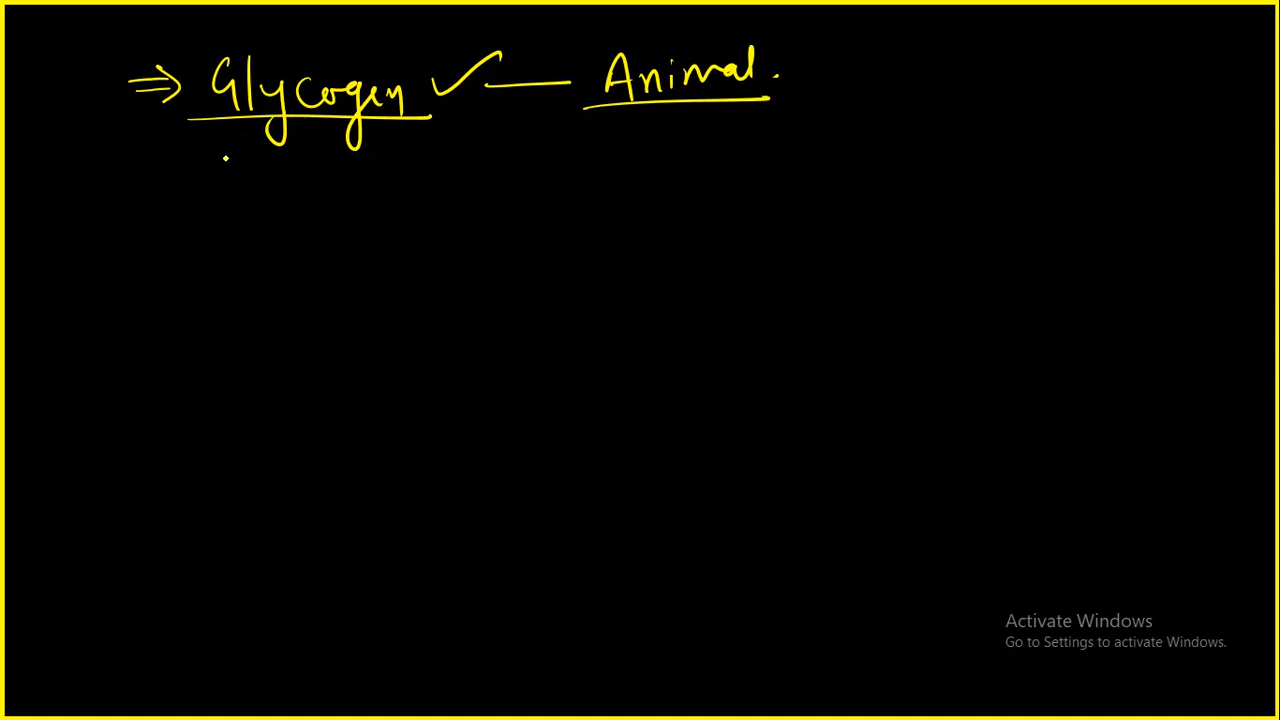 ⇒ Glycogen ✓ — Animal.
Activate Windows
Go to Settings to activate Windows.